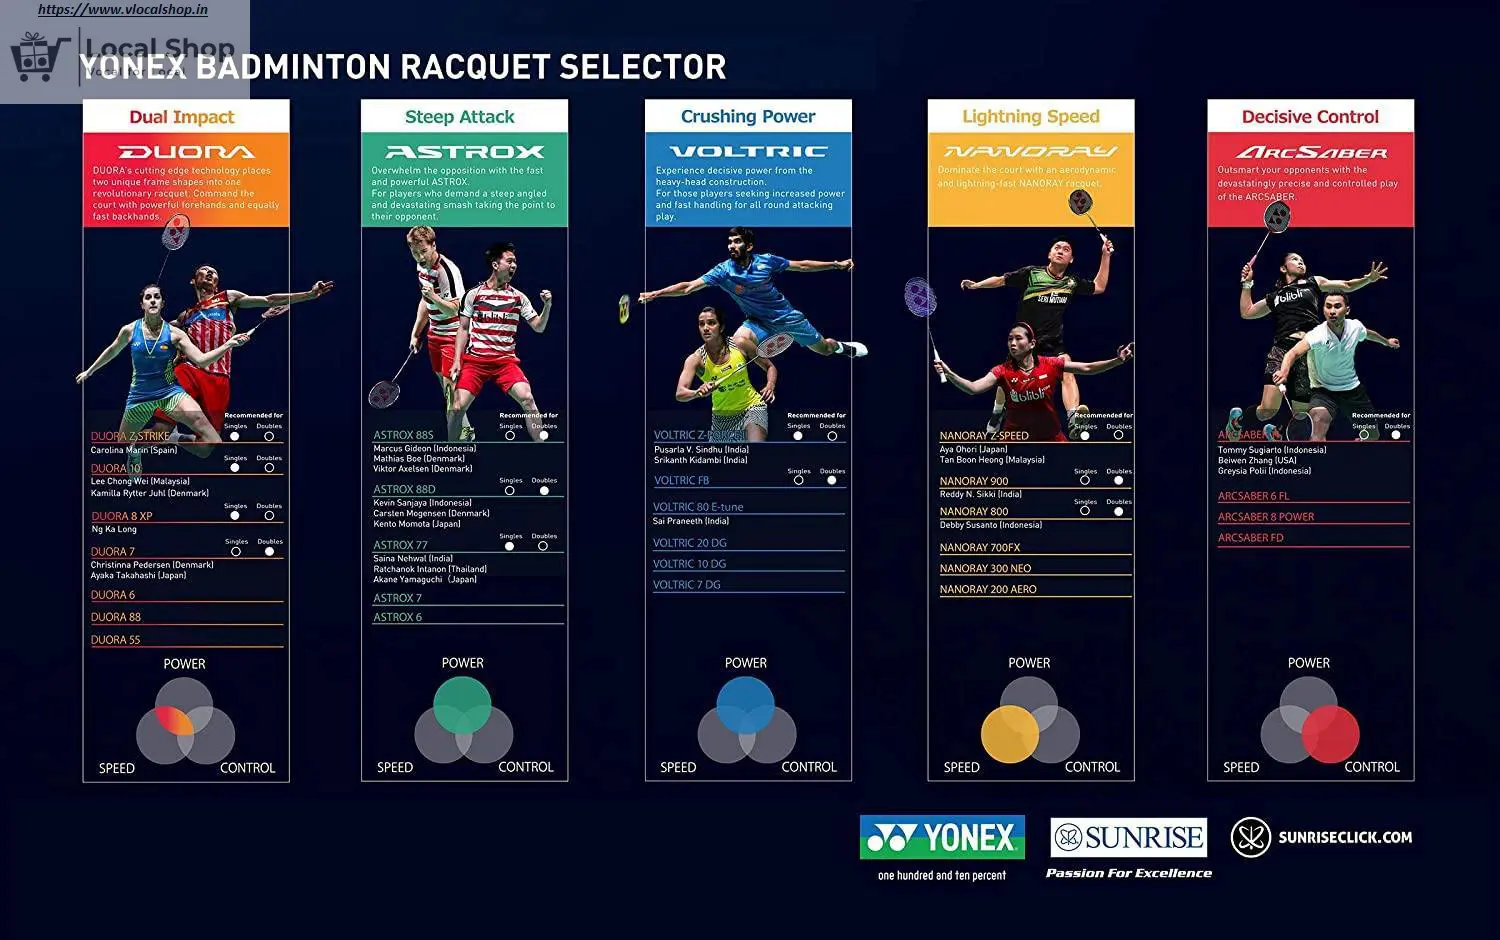 https://www.vlocalshop.in
Local Shop
Vocal for Local
YONEX BADMINTON RACQUET SELECTOR
Dual Impact
DUORA
DUORA's cutting edge technology places
two unique frame shapes into one
revolutionary racquet. Command the
court with powerful forehands and equally
fast backhands.
Recommended for
Singles Doubles
DUORA Z-STRIKE
Carolina Marin (Spain)
Singles Doubles
DUORA 10
Lee Chong Wei (Malaysia)
Kamilla Rytter Juhl (Denmark)
Singles Doubles
DUORA 8 XP
Ng Ka Long
Singles Doubles
DUORA 7
Christinna Pedersen (Denmark)
Ayaka Takahashi (Japan)
DUORA 6
DUORA 88
DUORA 55
POWER
SPEED CONTROL
Steep Attack
ASTROX
Overwhelm the opposition with the fast
and powerful ASTROX.
For players who demand a steep angled
and devastating smash taking the point to
their opponent.
Recommended for
Singles Doubles
ASTROX 88S
Marcus Gideon (Indonesia)
Mathias Boe (Denmark)
Viktor Axelsen (Denmark)
Singles Doubles
ASTROX 88D
Kevin Sanjaya (Indonesia)
Carsten Mogensen (Denmark)
Kento Momota (Japan)
Singles Doubles
ASTROX 77
Saina Nehwal (India)
Ratchanok Intanon (Thailand)
Akane Yamaguchi (Japan)
ASTROX 7
ASTROX 6
POWER
SPEED CONTROL
Crushing Power
VOLTRIC
Experience decisive power from the
heavy-head construction.
For those players seeking increased power
and fast handling for all round attacking
play.
Recommended for
Singles Doubles
VOLTRIC Z-FORCE II
Pusarla V. Sindhu (India)
Srikanth Kidambi (India)
Singles Doubles
VOLTRIC FB
VOLTRIC 80 E-tune
Sai Praneeth (India)
VOLTRIC 20 DG
VOLTRIC 10 DG
VOLTRIC 7 DG
POWER
SPEED CONTROL
Lightning Speed
NANORAY
Dominate the court with an aerodynamic
and lightning-fast NANORAY racquet.
SERI MUTIARA
blibli
Recommended for
Singles Doubles
NANORAY Z-SPEED
Aya Ohori (Japan)
Tan Boon Heong (Malaysia)
Singles Doubles
NANORAY 900
Reddy N. Sikki (India)
Singles Doubles
NANORAY 800
Debby Susanto (Indonesia)
NANORAY 700FX
NANORAY 300 NEO
NANORAY 200 AERO
POWER
SPEED CONTROL
Decisive Control
ARCSABER
Outsmart your opponents with the
devastatingly precise and controlled play
of the ARCSABER.
blibli
Recommended for
Singles Doubles
ARCSABER
Tommy Sugiarto (Indonesia)
Beiwen Zhang (USA)
Greysia Polii (Indonesia)
ARCSABER 6 FL
ARCSABER 8 POWER
ARCSABER FD
POWER
SPEED CONTROL
YONEX
one hundred and ten percent
SUNRISE
Passion For Excellence
SUNRISECLICK.COM